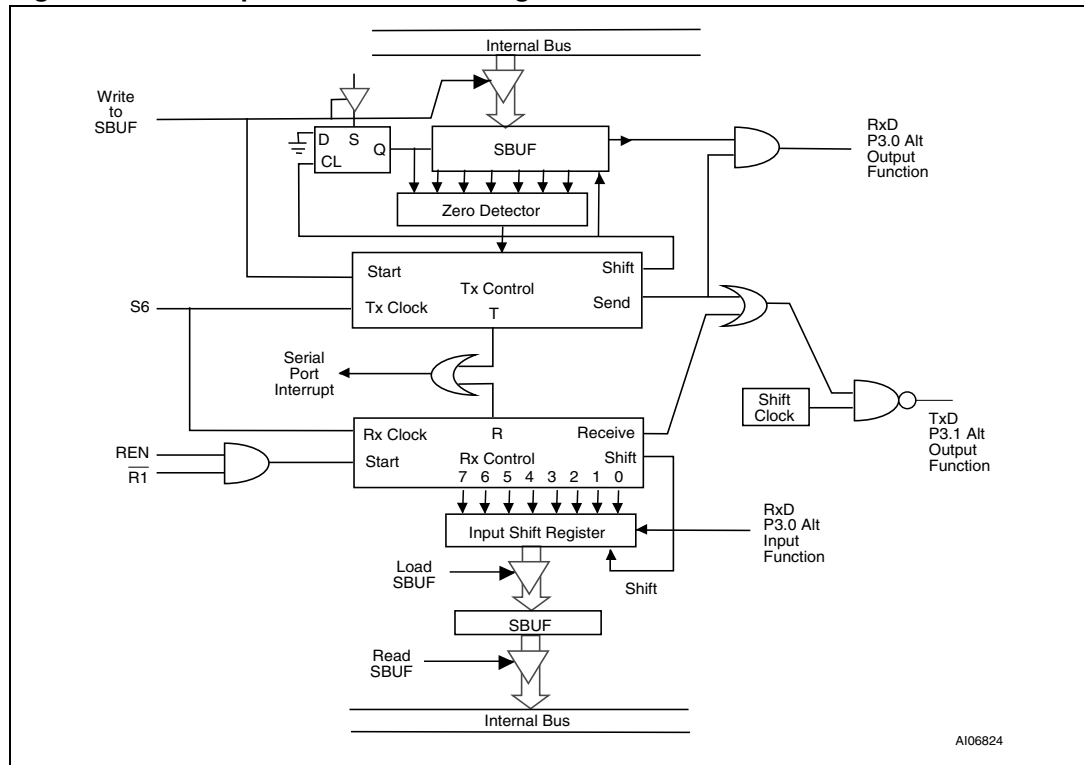 Internal Bus
Write
to
SBUF
D S
Q
CL
SBUF
RxD
P3.0 Alt
Output
Function
Zero Detector
Start
Shift
Tx Control
S6
Tx Clock
Send
T
Serial
Port
Interrupt
Shift
Clock
TxD
P3.1 Alt
Output
Function
Rx Clock
R
Receive
REN
Start
Rx Control
Shift
R1
7 6 5 4 3 2 1 0
Input Shift Register
RxD
P3.0 Alt
Input
Function
Load
SBUF
Shift
SBUF
Read
SBUF
Internal Bus
AI06824